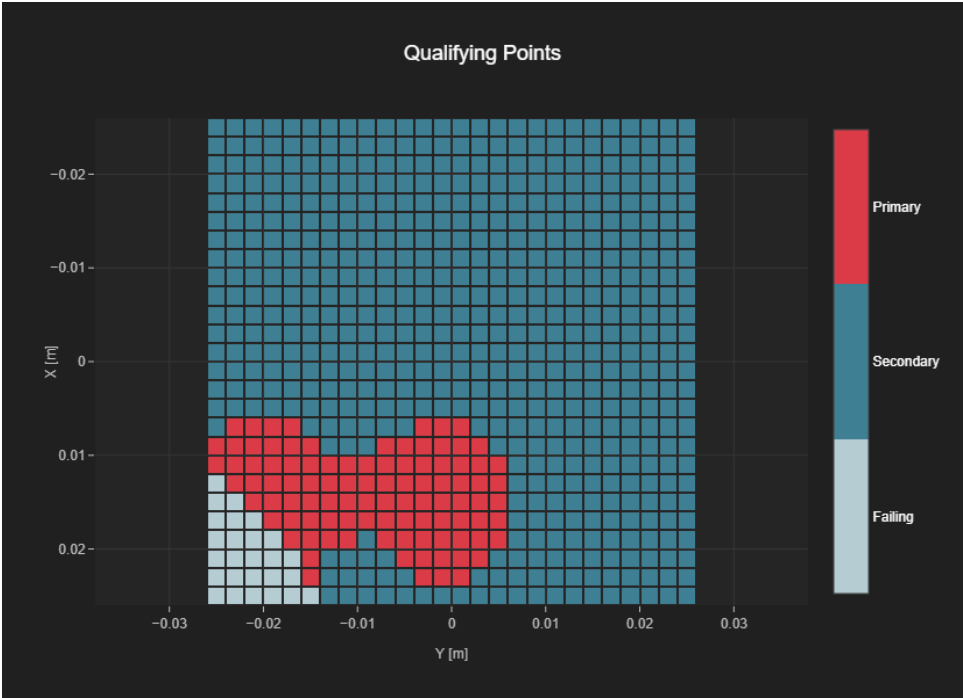 Qualifying Points
−0.02
−0.01
0
0.01
0.02
X [m]
−0.03
−0.02
−0.01
0
0.01
0.02
0.03
Y [m]
Primary
Secondary
Failing